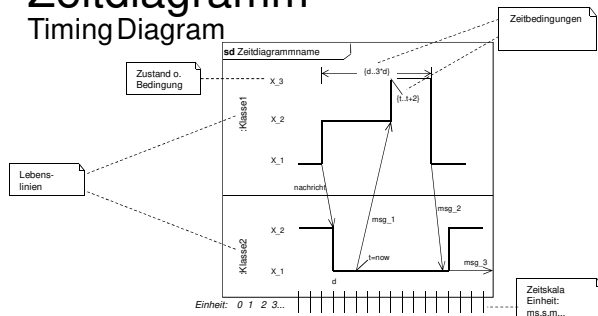 Zeitdiagramm
Timing Diagram
Zeitbedingungen
sd Zeitdiagrammname
Zustand o.
Bedingung
X_3
{d..3*d}
{t..t+2}
:Klasse1
X_2
X_1
Lebens-
linien
nachricht
msg_1
msg_2
:Klasse2
X_2
t=now
msg_3
X_1
d
Einheit: 0 1 2 3...
Zeitskala
Einheit:
ms,s,m...